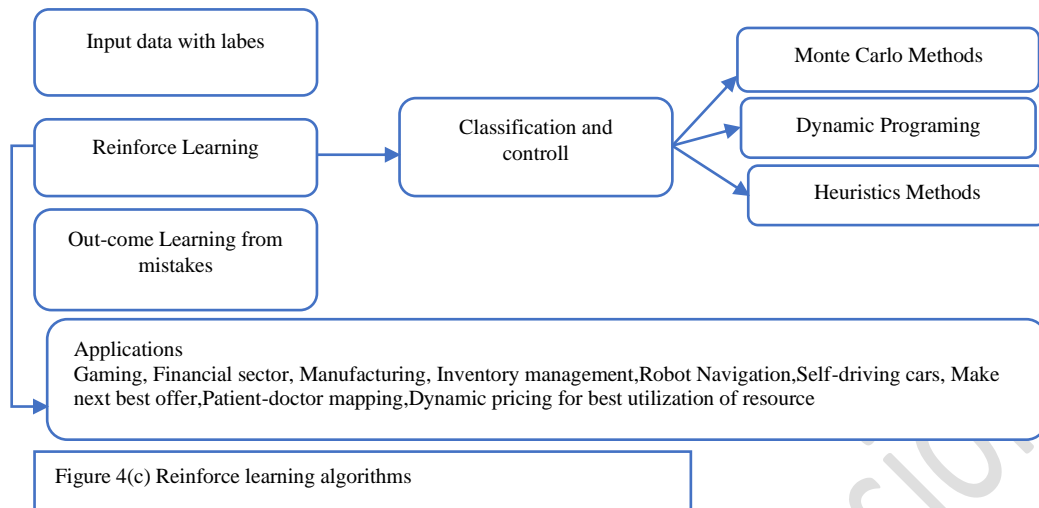 Input data with labes
Monte Carlo Methods
Reinforce Learning
Classification and
controll
Dynamic Programing
Heuristics Methods
Out-come Learning from
mistakes
Applications
Gaming, Financial sector, Manufacturing, Inventory management,Robot Navigation,Self-driving cars, Make
next best offer,Patient-doctor mapping,Dynamic pricing for best utilization of resource
Figure 4(c) Reinforce learning algorithms